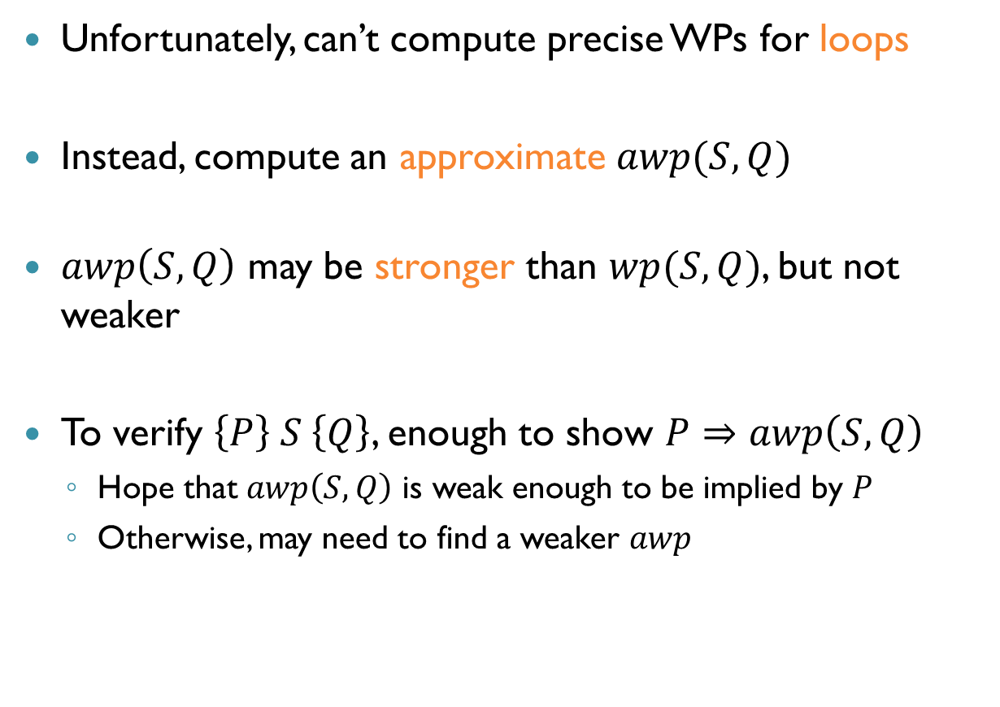 • Unfortunately, can't compute precise WPs for loops
• Instead, compute an approximate 𝑎𝑤𝑝(𝑆, 𝑄)
• 𝑎𝑤𝑝(𝑆, 𝑄) may be stronger than 𝑤𝑝(𝑆, 𝑄), but not
weaker
• To verify {𝑃} 𝑆 {𝑄}, enough to show 𝑃 ⇒ 𝑎𝑤𝑝(𝑆, 𝑄)
◦ Hope that 𝑎𝑤𝑝(𝑆, 𝑄) is weak enough to be implied by 𝑃
◦ Otherwise, may need to find a weaker 𝑎𝑤𝑝